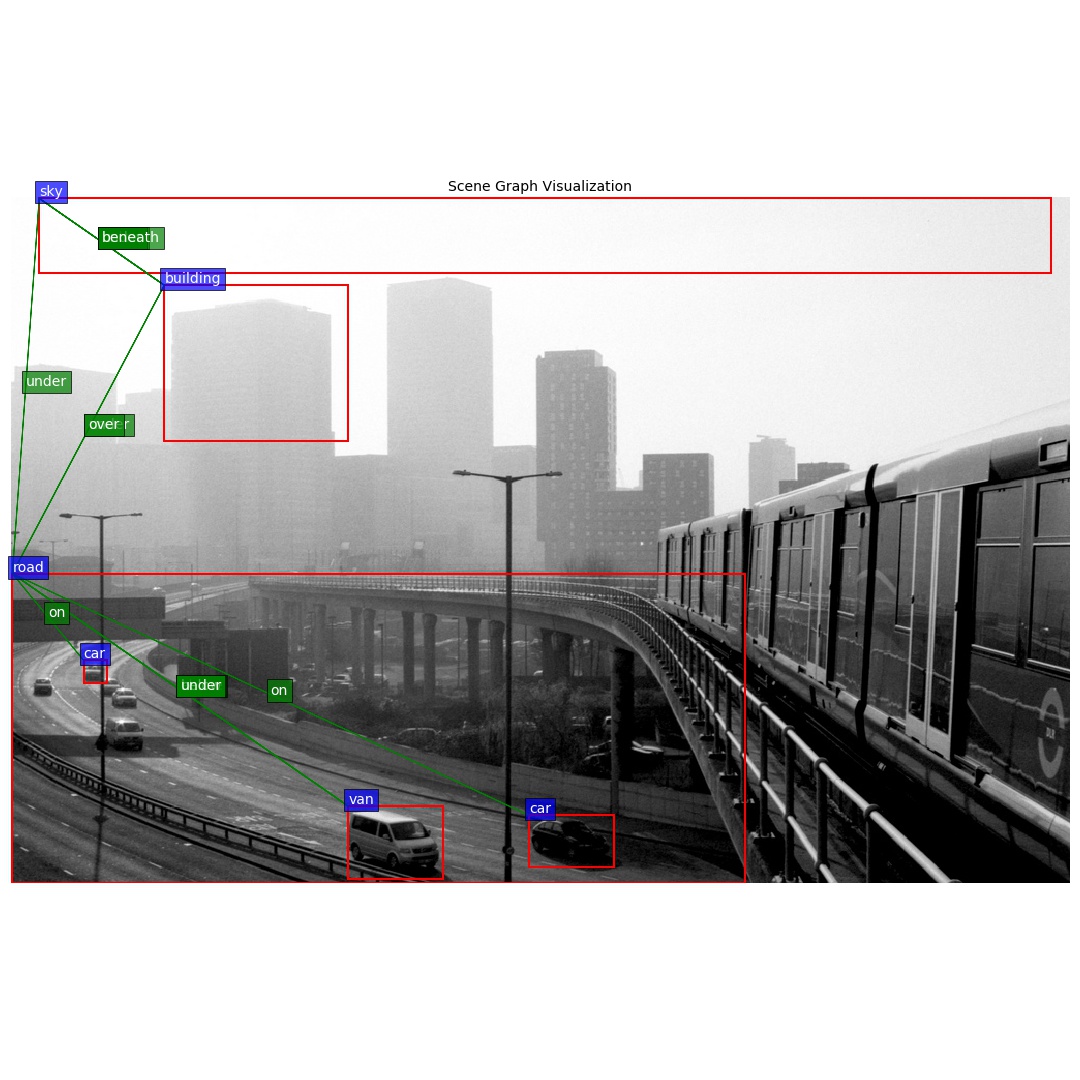 Scene Graph Visualization
sky
beneath
building
under
over
road
on
car
under
on
van
car